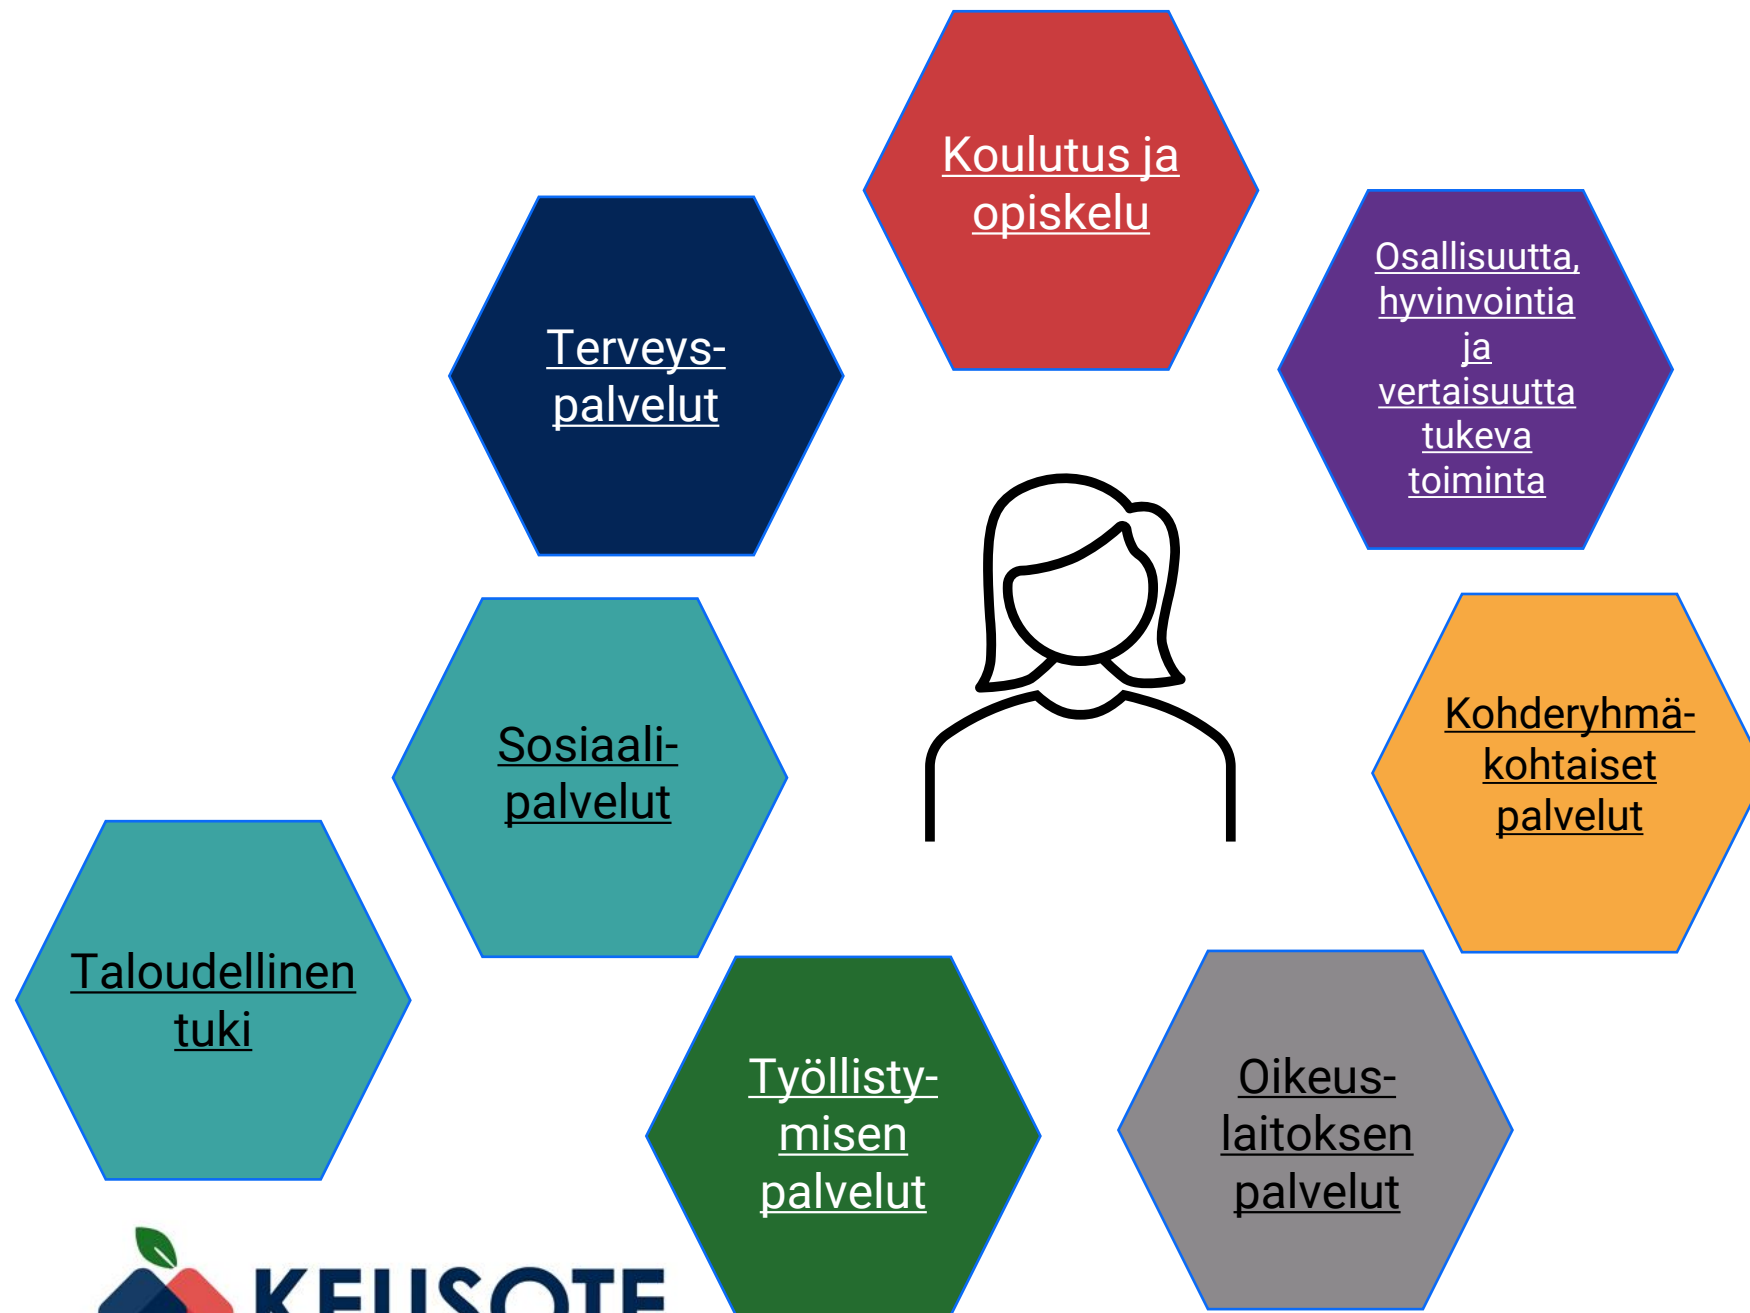 Koulutus ja
opiskelu
Terveys-
palvelut
Osallisuutta,
hyvinvointia
ja
vertaisuutta
tukeva
toiminta
Sosiaali-
palvelut
Kohderyhmä-
kohtaiset
palvelut
Taloudellinen
tuki
Työllisty-
misen
palvelut
Oikeus-
laitoksen
palvelut
KEUSOTE